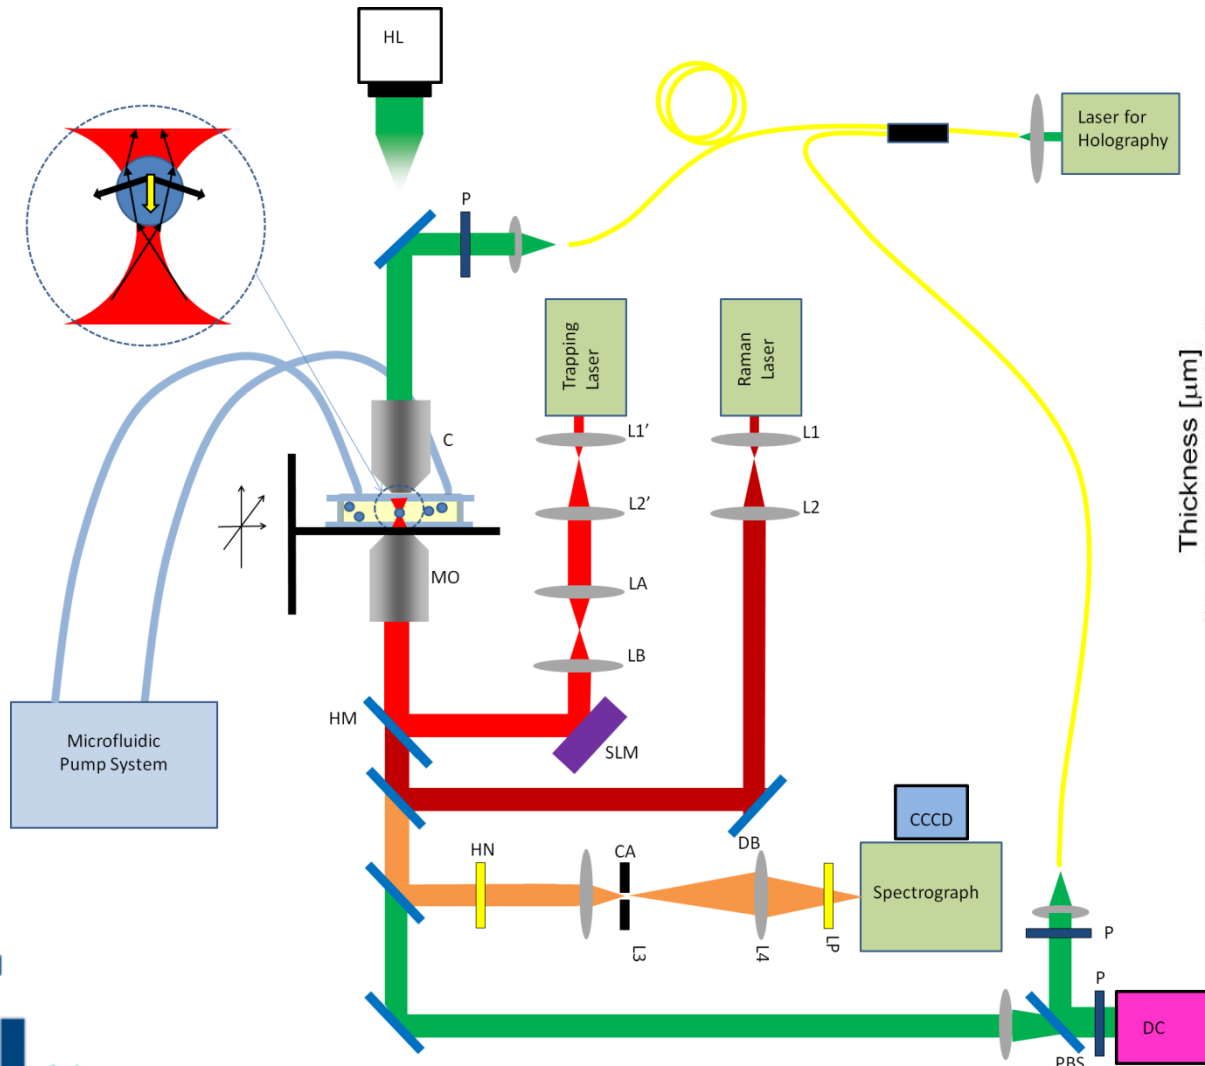 HL
Laser for
Holography
P
Trapping
Laser
Raman
Laser
Thickness [µm]
L1’
L1
C
L2’
L2
MO
LA
LB
HM
SLM
Microfluidic
Pump System
CCCD
HN
CA
DB
Spectrograph
L3
L4
LP
P
P
DC
PBS